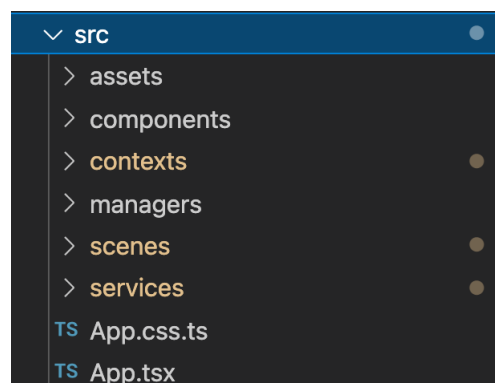 src
assets
components
contexts
managers
scenes
services
TS App.css.ts
TS App.tsx